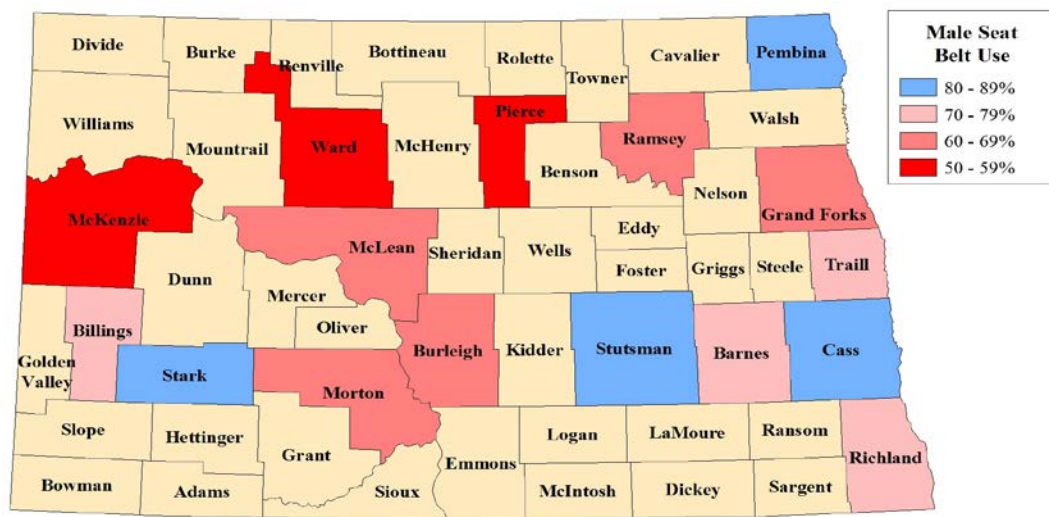 Male Seat
Belt Use
80 - 89%
70 - 79%
60 - 69%
50 - 59%
Divide
Burke
Renville
Bottineau
Rolette
Towner
Cavalier
Pembina
Williams
Mountrail
Ward
McHenry
Pierce
Benson
Ramsey
Walsh
Nelson
Grand Forks
McKenzie
Dunn
McLean
Mercer
Oliver
Sheridan
Wells
Eddy
Foster
Griggs
Steele
Traill
Golden
Valley
Billings
Stark
Morton
Burleigh
Kidder
Stutsman
Barnes
Cass
Slope
Hettinger
Grant
Emmons
Logan
LaMoure
Ransom
Richland
Bowman
Adams
Sioux
McIntosh
Dickey
Sargent